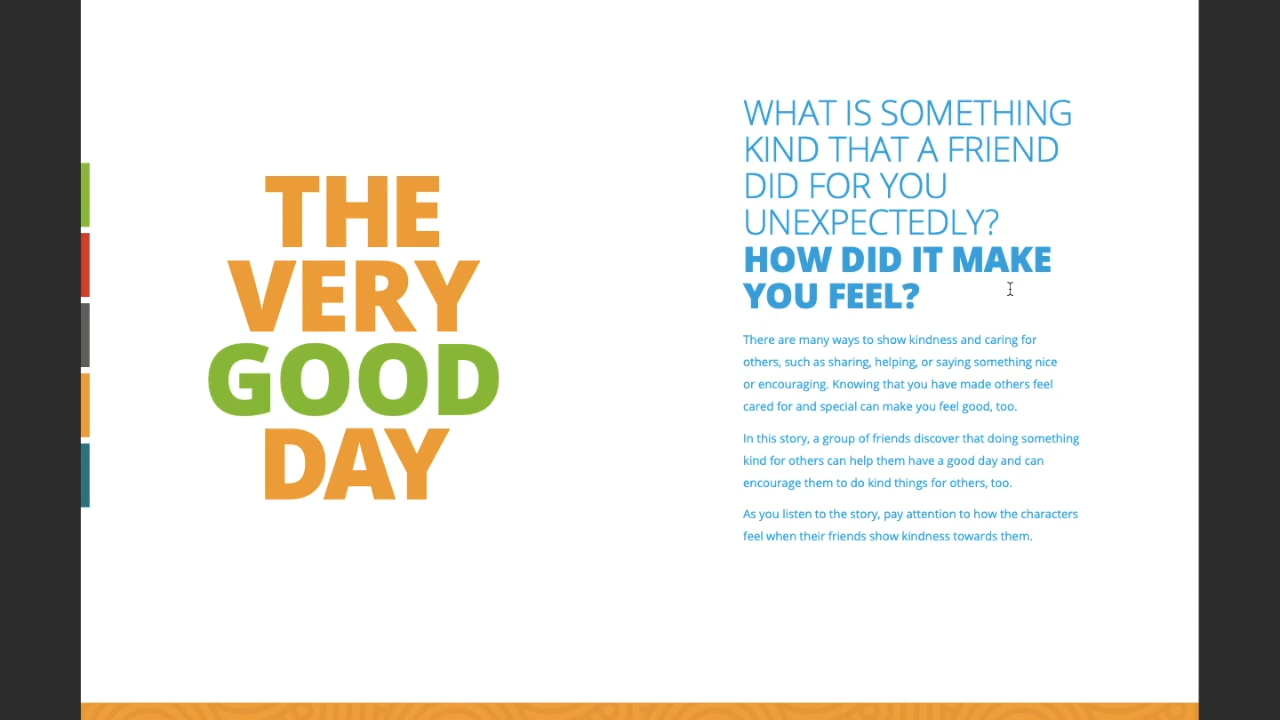 THE
VERY
GOOD
DAY
WHAT IS SOMETHING
KIND THAT A FRIEND
DID FOR YOU
UNEXPECTEDLY?
HOW DID IT MAKE
YOU FEEL?
There are many ways to show kindness and caring for
others, such as sharing, helping, or saying something nice
or encouraging. Knowing that you have made others feel
cared for and special can make you feel good, too.
In this story, a group of friends discover that doing something
kind for others can help them have a good day and can
encourage them to do kind things for others, too.
As you listen to the story, pay attention to how the characters
feel when their friends show kindness towards them.